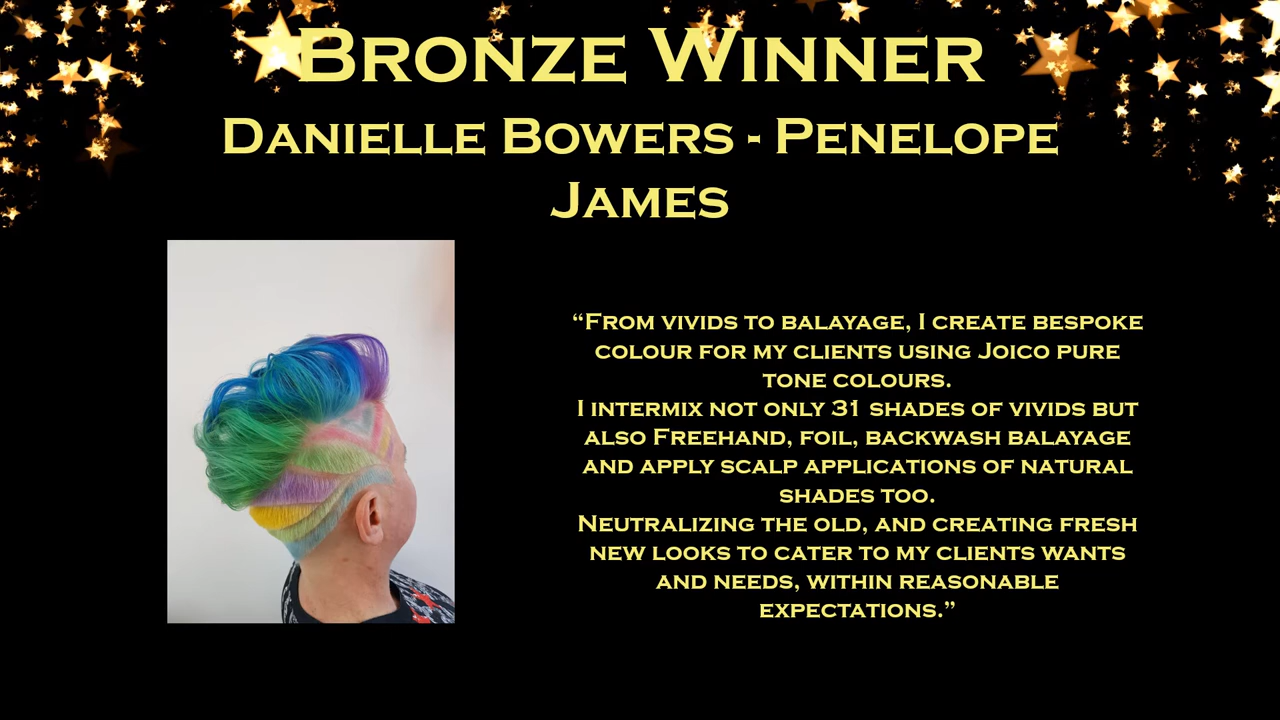 Bronze Winner
Danielle Bowers - Penelope
James
“From vivids to balayage, I create bespoke
colour for my clients using Joico pure
tone colours.
I intermix not only 31 shades of vivids but
also Freehand, foil, backwash balayage
and apply scalp applications of natural
shades too.
Neutralizing the old, and creating fresh
new looks to cater to my clients wants
and needs, within reasonable
expectations.”